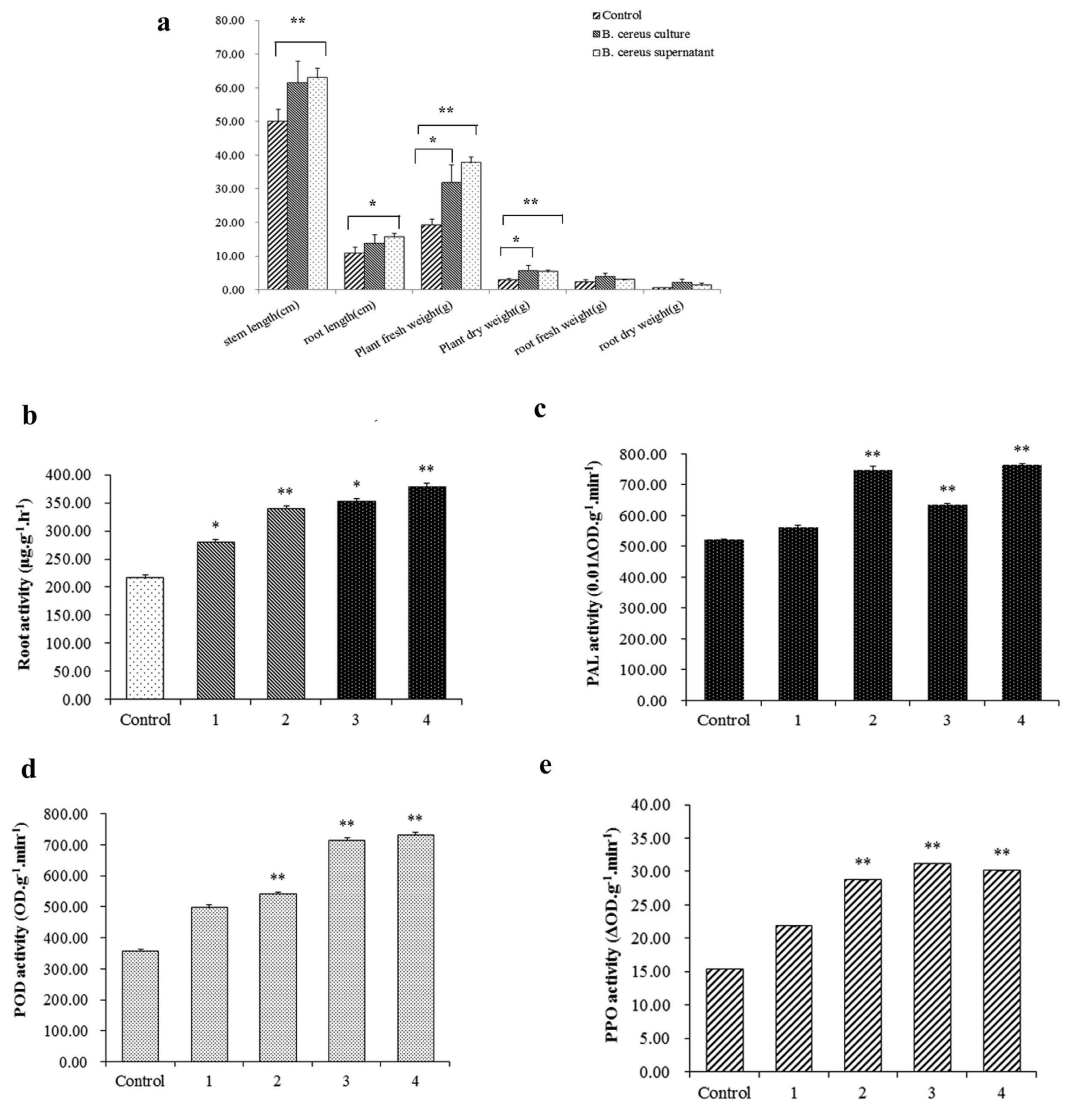 a
80.00
70.00
60.00
50.00
40.00
30.00
20.00
10.00
0.00
**
*
*
**
*
**
Control
B. cereus culture
B. cereus supernatant
stem length(cm)
root length(cm)
Plant fresh weight(g)
Plant dry weight(g)
root fresh weight(g)
root dry weight(g)
b
Root activity (µg.g⁻¹.hr⁻¹)
400.00
350.00
300.00
250.00
200.00
150.00
100.00
50.00
0.00
*
**
*
**
Control 1 2 3 4
c
PAL activity (0.01ΔOD.g⁻¹.min⁻¹)
800.00
700.00
600.00
500.00
400.00
300.00
200.00
100.00
0.00
**
**
**
Control 1 2 3 4
d
POD activity (OD.g⁻¹.min⁻¹)
800.00
700.00
600.00
500.00
400.00
300.00
200.00
100.00
0.00
**
**
**
Control 1 2 3 4
e
PPO activity (ΔOD.g⁻¹.min⁻¹)
40.00
35.00
30.00
25.00
20.00
15.00
10.00
5.00
0.00
**
**
**
Control 1 2 3 4